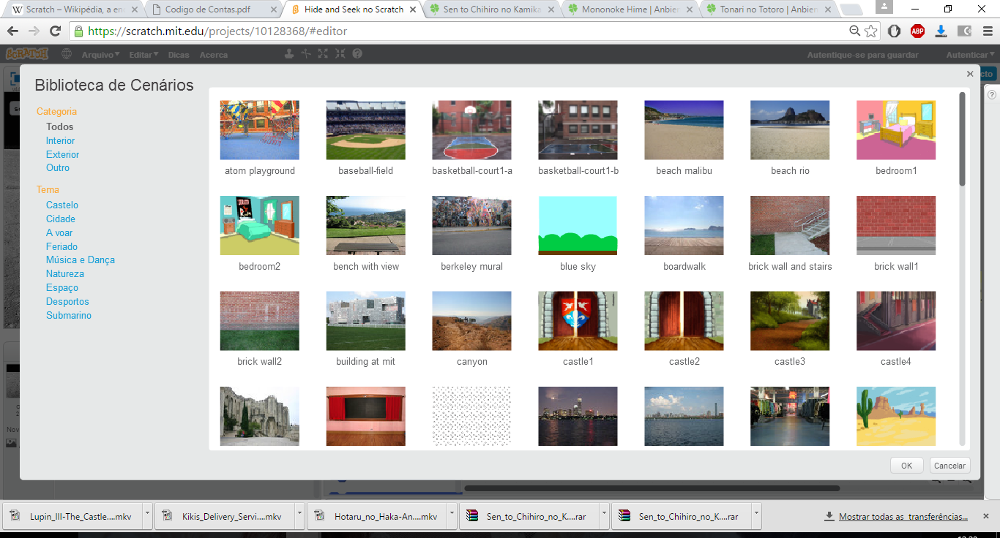 Scratch – Wikipédia, a en
Codigo de Contas.pdf
Hide and Seek no Scratch
Sen to Chihiro no Kamika
Mononoke Hime | Anbien
Tonari no Totoro | Anbien
https://scratch.mit.edu/projects/10128368/#editor
ABP
SCRATCH
Arquivo
Editar
Dicas
Acerca
Autentique-se para guardar
Autenticar
Biblioteca de Cenários
Categoria
Todos
Interior
Exterior
Outro
Tema
Castelo
Cidade
A voar
Feriado
Música e Dança
Natureza
Espaço
Desportos
Submarino
atom playground
baseball-field
basketball-court1-a
basketball-court1-b
beach malibu
beach rio
bedroom1
bedroom2
bench with view
berkeley mural
blue sky
boardwalk
brick wall and stairs
brick wall1
brick wall2
building at mit
canyon
castle1
castle2
castle3
castle4
OK
Cancelar
Lupin_III-The_Castle....mkv
Kikis_Delivery_Servi....mkv
Hotaru_no_Haka-An....mkv
Sen_to_Chihiro_no_K....rar
Sen_to_Chihiro_no_K....rar
Mostrar todas as transferências...